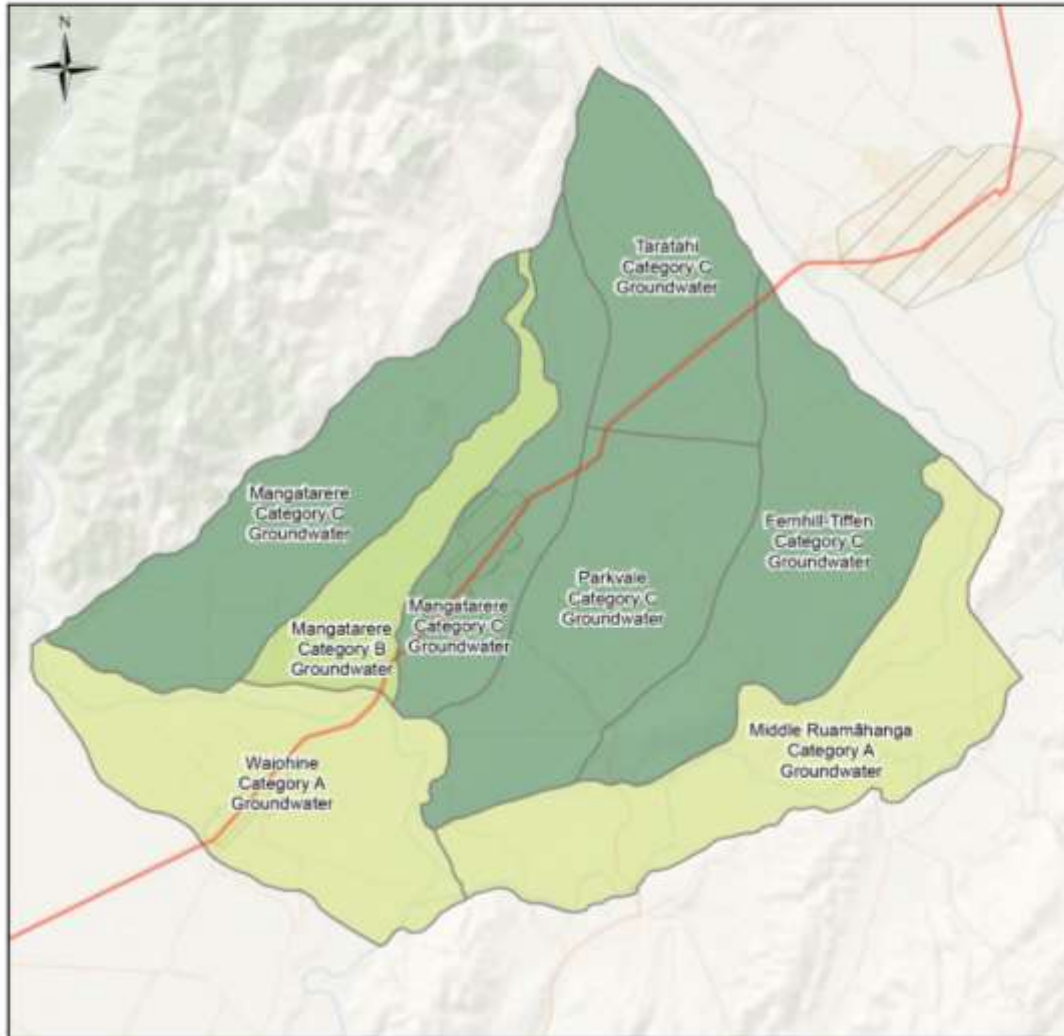 N
Taratahi
Category C
Groundwater
Mangatarere
Category C
Groundwater
Fernhill-Tiffen
Category C
Groundwater
Parkvale
Category C
Groundwater
Mangatarere
Category C
Groundwater
Mangatarere
Category B
Groundwater
Middle Ruamāhanga
Category A
Groundwater
Waiohine
Category A
Groundwater